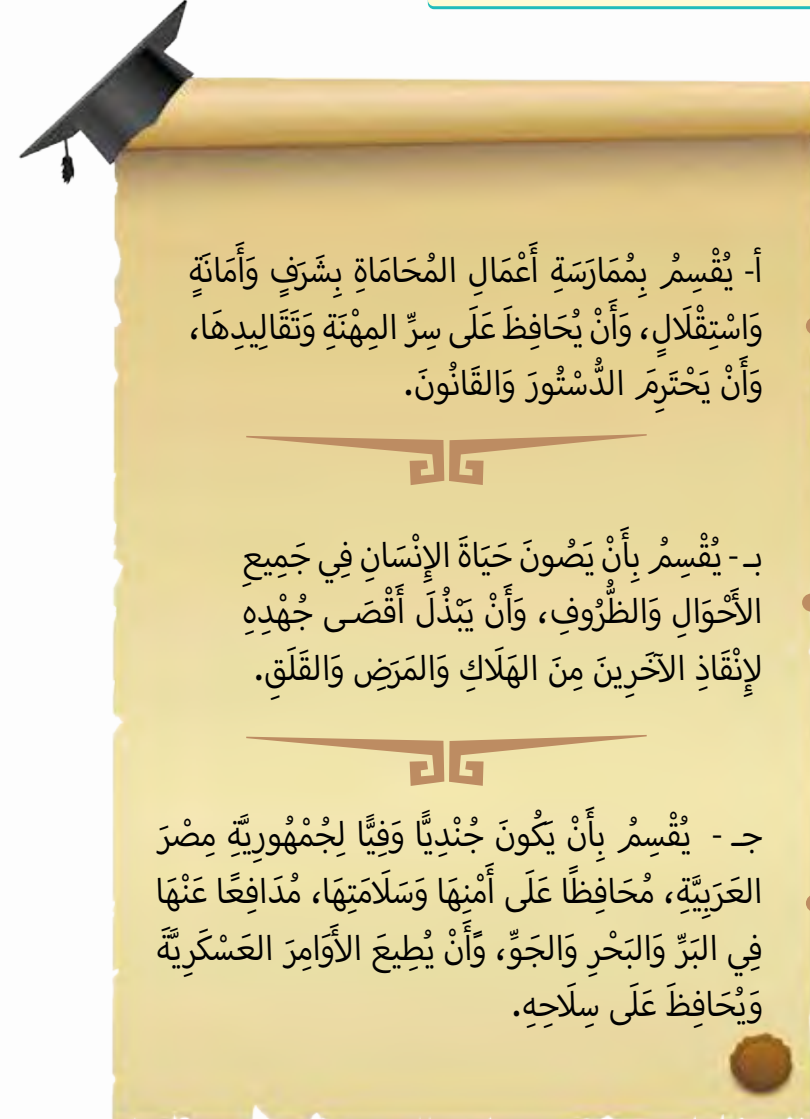 أ- يُقْسِمُ بِمُمَارَسَةِ أَعْمَالِ المُحَامَاةِ بِشَرَفٍ وَأَمَانَةٍ
وَاسْتِقْلَالٍ، وَأَنْ يُحَافِظَ عَلَى سِرِّ المِهْنَةِ وَتَقَالِيدِهَا،
وَأَنْ يَحْتَرِمَ الدُّسْتُورَ وَالقَانُونَ.
بـ - يُقْسِمُ بِأَنْ يَصُونَ حَيَاةَ الإِنْسَانِ فِي جَمِيعِ
الأَحْوَالِ وَالظُّرُوفِ، وَأَنْ يَبْذُلَ أَقْصَى جُهْدِهِ
لِإِنْقَاذِ الآخَرِينَ مِنَ الهَلَاكِ وَالمَرَضِ وَالقَلَقِ.
جـ - يُقْسِمُ بِأَنْ يَكُونَ جُنْدِيًّا وَفِيًّا لِجُمْهُورِيَّةِ مِصْرَ
العَرَبِيَّةِ، مُحَافِظًا عَلَى أَمْنِهَا وَسَلَامَتِهَا، مُدَافِعًا عَنْهَا
فِي البَرِّ وَالبَحْرِ وَالجَوِّ، وَأَنْ يُطِيعَ الأَوَامِرَ العَسْكَرِيَّةَ
وَيُحَافِظَ عَلَى سِلَاحِهِ.